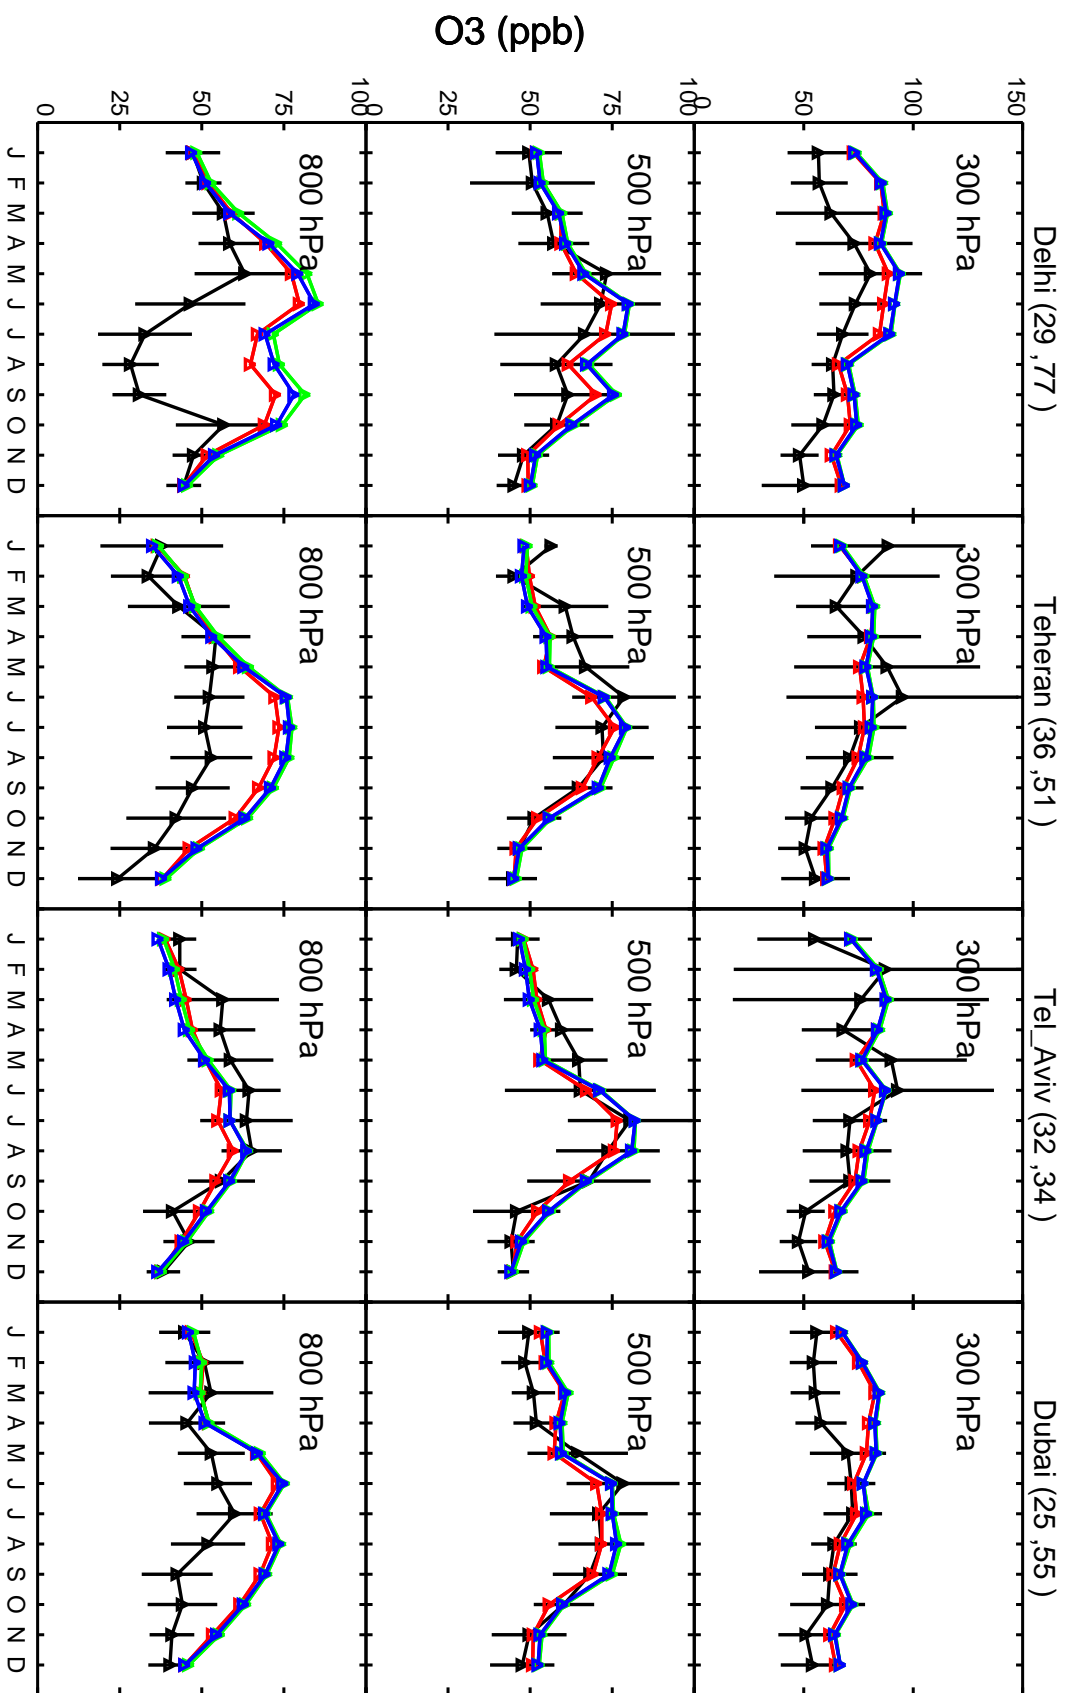 Delhi (29 ,77 )
Teheran (36 ,51 )
Tel_Aviv (32 ,34 )
Dubai (25 ,55 )
150
100
50
0
300 hPa
300 hPa
300 hPa
300 hPa
O3 (ppb)
100
75
50
0
500 hPa
500 hPa
500 hPa
500 hPa
100
75
50
25
0
800 hPa
800 hPa
800 hPa
800 hPa
J F M A M J J A S O N D
J F M A M J J A S O N D
J F M A M J J A S O N D
J F M A M J J A S O N D